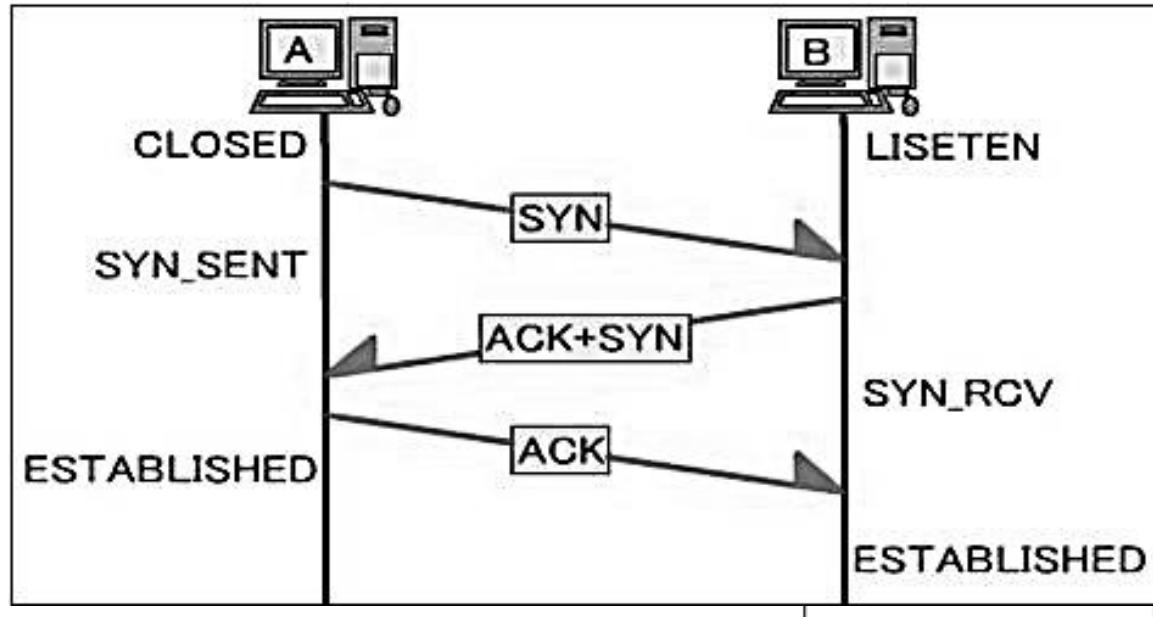 A
B
CLOSED
LISETEN
SYN
SYN_SENT
ACK+SYN
SYN_RCV
ACK
ESTABLISHED
ESTABLISHED